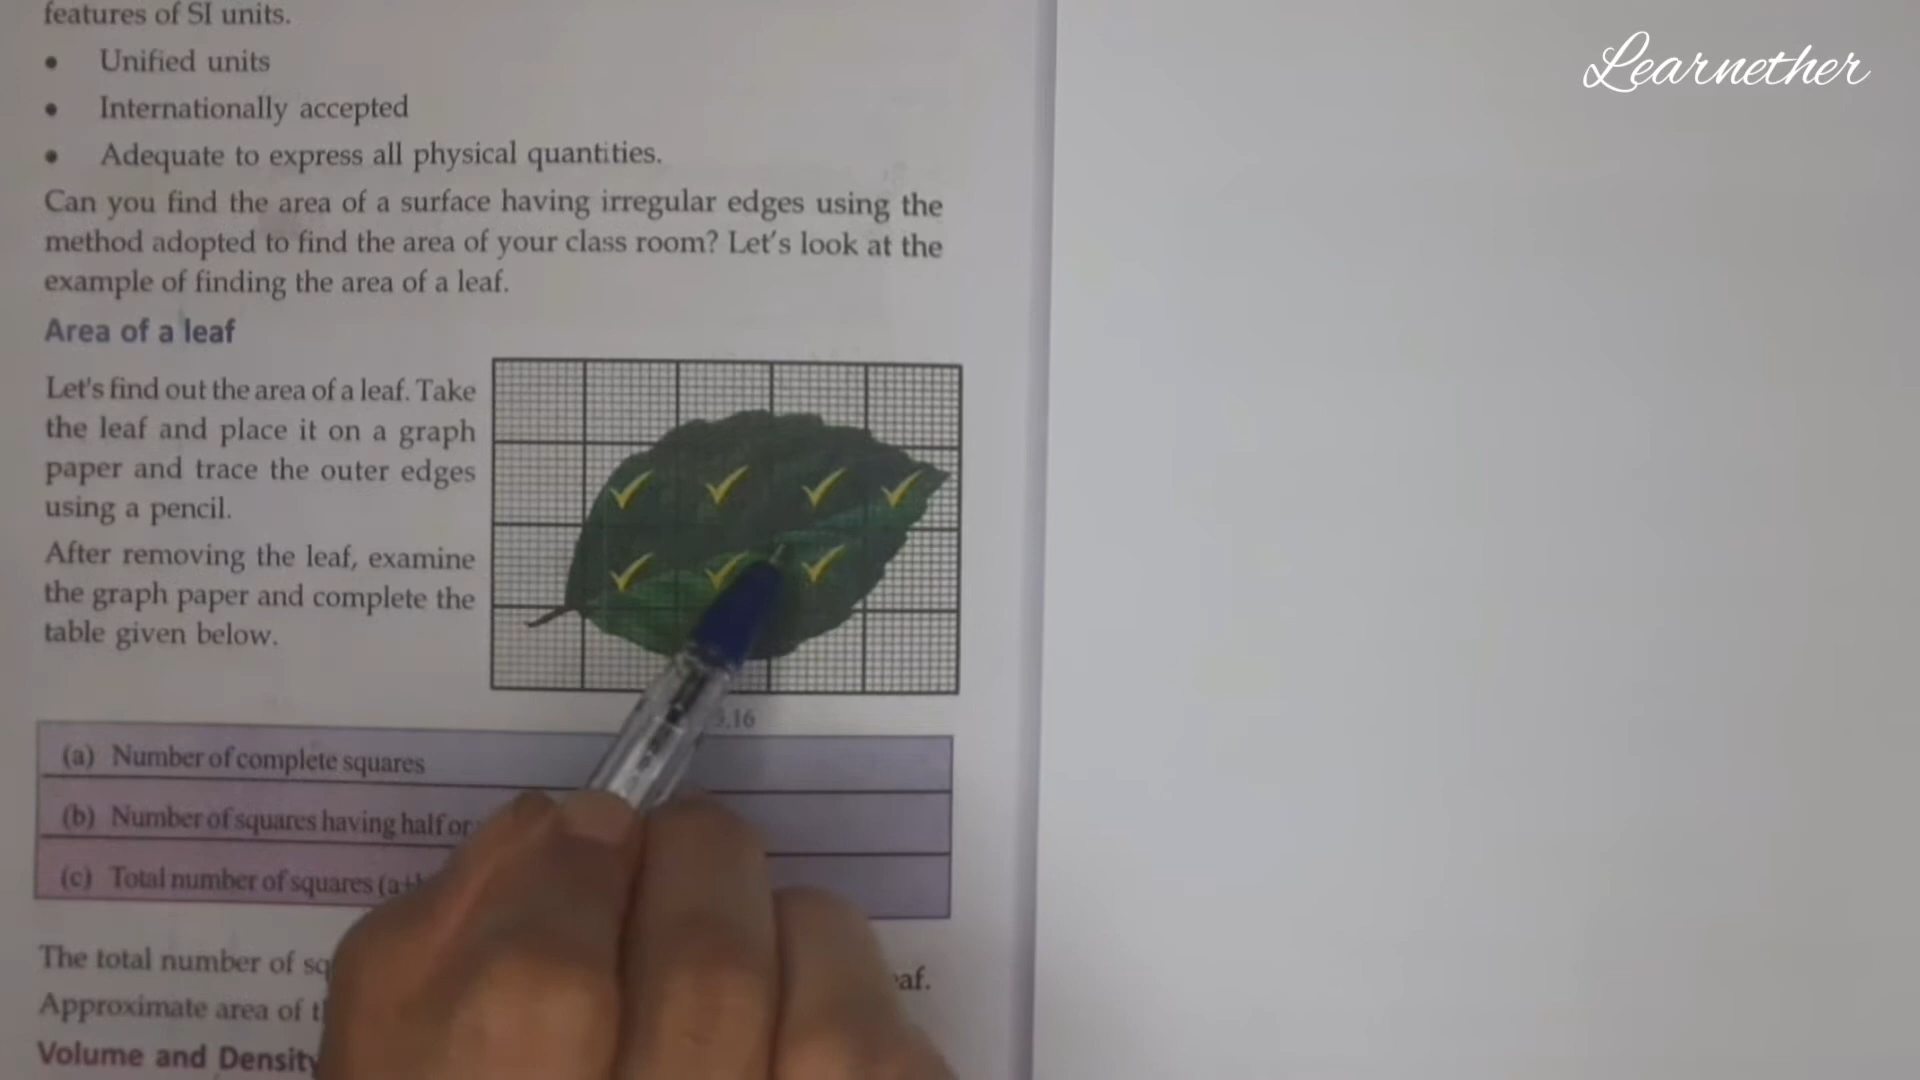 features of SI units.
• Unified units
• Internationally accepted
• Adequate to express all physical quantities.
Can you find the area of a surface having irregular edges using the
method adopted to find the area of your class room? Let's look at the
example of finding the area of a leaf.
Area of a leaf
Let's find out the area of a leaf. Take
the leaf and place it on a graph
paper and trace the outer edges
using a pencil.
After removing the leaf, examine
the graph paper and complete the
table given below.
.16
(a) Number of complete squares
(b) Number of squares having half or
(c) Total number of squares (a+
The total number of
Approximate area of
Volume and Density
Learnether